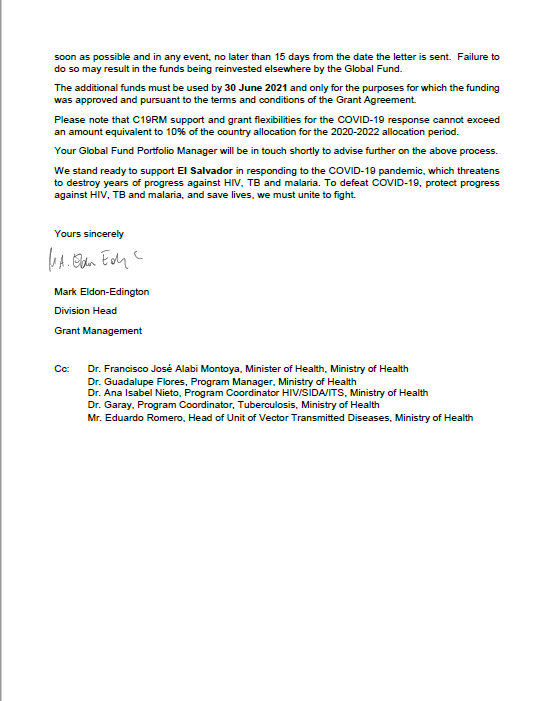 soon as possible and in any event, no later than 15 days from the date the letter is sent. Failure to
do so may result in the funds being reinvested elsewhere by the Global Fund.
The additional funds must be used by 30 June 2021 and only for the purposes for which the funding
was approved and pursuant to the terms and conditions of the Grant Agreement.
Please note that C19RM support and grant flexibilities for the COVID-19 response cannot exceed
an amount equivalent to 10% of the country allocation for the 2020-2022 allocation period.
Your Global Fund Portfolio Manager will be in touch shortly to advise further on the above process.
We stand ready to support El Salvador in responding to the COVID-19 pandemic, which threatens
to destroy years of progress against HIV, TB and malaria. To defeat COVID-19, protect progress
against HIV, TB and malaria, and save lives, we must unite to fight.
Yours sincerely
Mark Eldon-Edington
Division Head
Grant Management
Cc: Dr. Francisco José Alabi Montoya, Minister of Health, Ministry of Health
Dr. Guadalupe Flores, Program Manager, Ministry of Health
Dr. Ana Isabel Nieto, Program Coordinator HIV/SIDA/ITS, Ministry of Health
Dr. Garay, Program Coordinator, Tuberculosis, Ministry of Health
Mr. Eduardo Romero, Head of Unit of Vector Transmitted Diseases, Ministry of Health